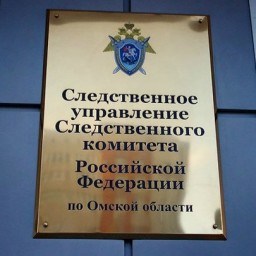 Следственное
управление
Следственного
комитета
Российской
Федерации
по Омской области